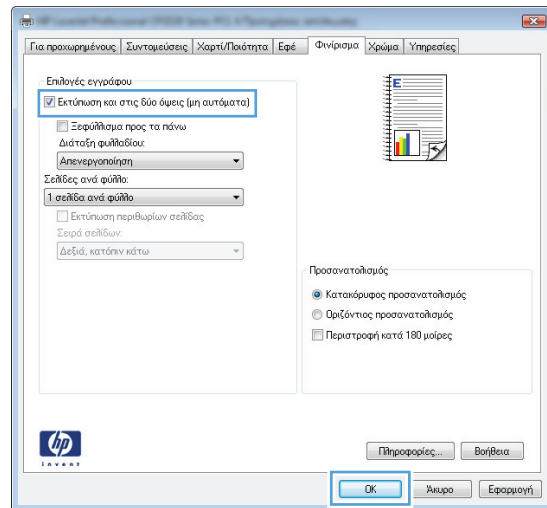 Για προχωρημένους Συντομεύσεις Χαρτί/Ποιότητα Εφέ Φινίρισμα Χρώμα Υπηρεσίες
Επιλογές εγγράφου
Εκτύπωση και στις δύο όψεις (μη αυτόματα)
Ξεφύλλισμα προς τα πάνω
Διάταξη φυλλαδίου:
Απενεργοποίηση
Σελίδες ανά φύλλο:
1 σελίδα ανά φύλλο
Εκτύπωση περιθωρίων σελίδας
Σειρά σελίδων:
Δεξιά, κατόπιν κάτω
E
Προσανατολισμός
Κατακόρυφος προσανατολισμός
Οριζόντιος προσανατολισμός
Περιστροφή κατά 180 μοίρες
hp
invent
Πληροφορίες... Βοήθεια
OK Άκυρο Εφαρμογή